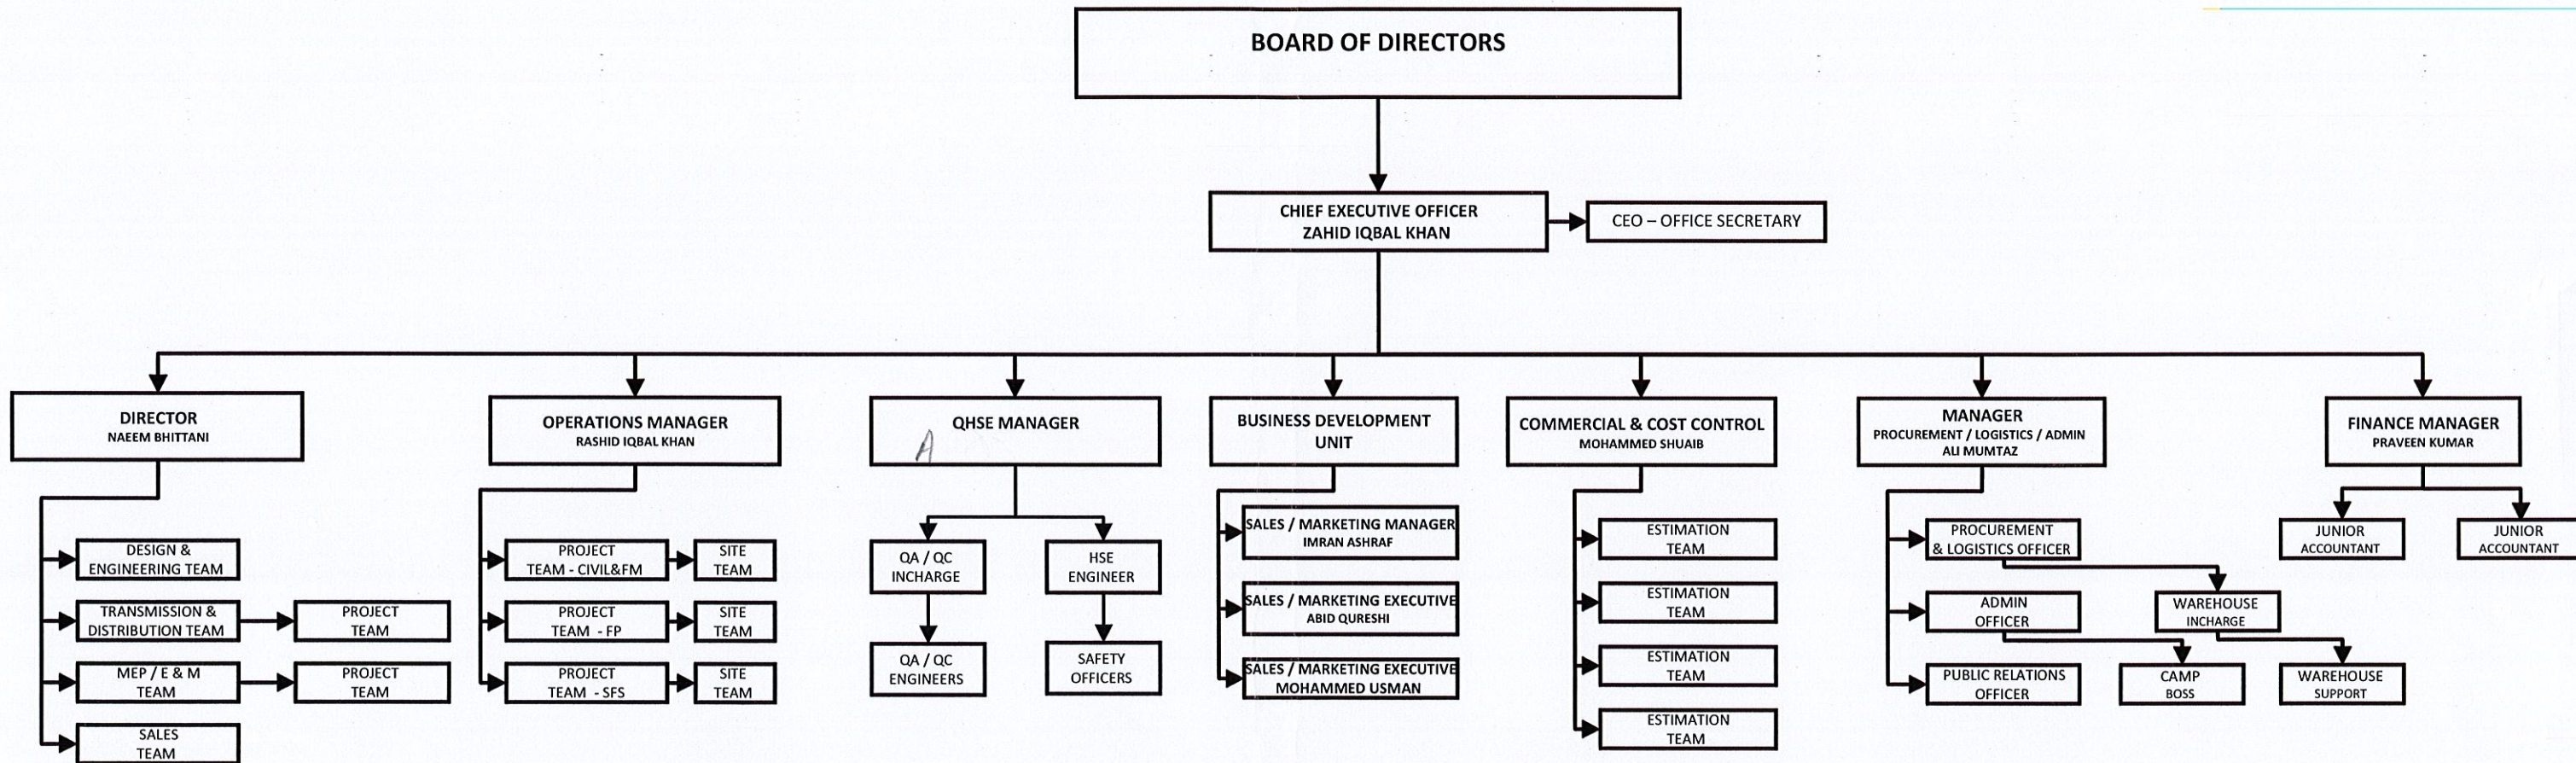 BOARD OF DIRECTORS
CHIEF EXECUTIVE OFFICER
ZAHID IQBAL KHAN
CEO – OFFICE SECRETARY
DIRECTOR
NAEEM BHITTANI
DESIGN &
ENGINEERING TEAM
TRANSMISSION &
DISTRIBUTION TEAM
PROJECT
TEAM
MEP / E & M
TEAM
PROJECT
TEAM
SALES
TEAM
OPERATIONS MANAGER
RASHID IQBAL KHAN
PROJECT
TEAM - CIVIL&FM
SITE
TEAM
PROJECT
TEAM - FP
SITE
TEAM
PROJECT
TEAM - SFS
SITE
TEAM
QHSE MANAGER
A
QA / QC
INCHARGE
QA / QC
ENGINEERS
HSE
ENGINEER
SAFETY
OFFICERS
BUSINESS DEVELOPMENT
UNIT
SALES / MARKETING MANAGER
IMRAN ASHRAF
SALES / MARKETING EXECUTIVE
ABID QURESHI
SALES / MARKETING EXECUTIVE
MOHAMMED USMAN
COMMERCIAL & COST CONTROL
MOHAMMED SHUAIB
ESTIMATION
TEAM
ESTIMATION
TEAM
ESTIMATION
TEAM
ESTIMATION
TEAM
MANAGER
PROCUREMENT / LOGISTICS / ADMIN
ALI MUMTAZ
PROCUREMENT
& LOGISTICS OFFICER
ADMIN
OFFICER
WAREHOUSE
INCHARGE
PUBLIC RELATIONS
OFFICER
CAMP
BOSS
WAREHOUSE
SUPPORT
FINANCE MANAGER
PRAVEEN KUMAR
JUNIOR
ACCOUNTANT
JUNIOR
ACCOUNTANT